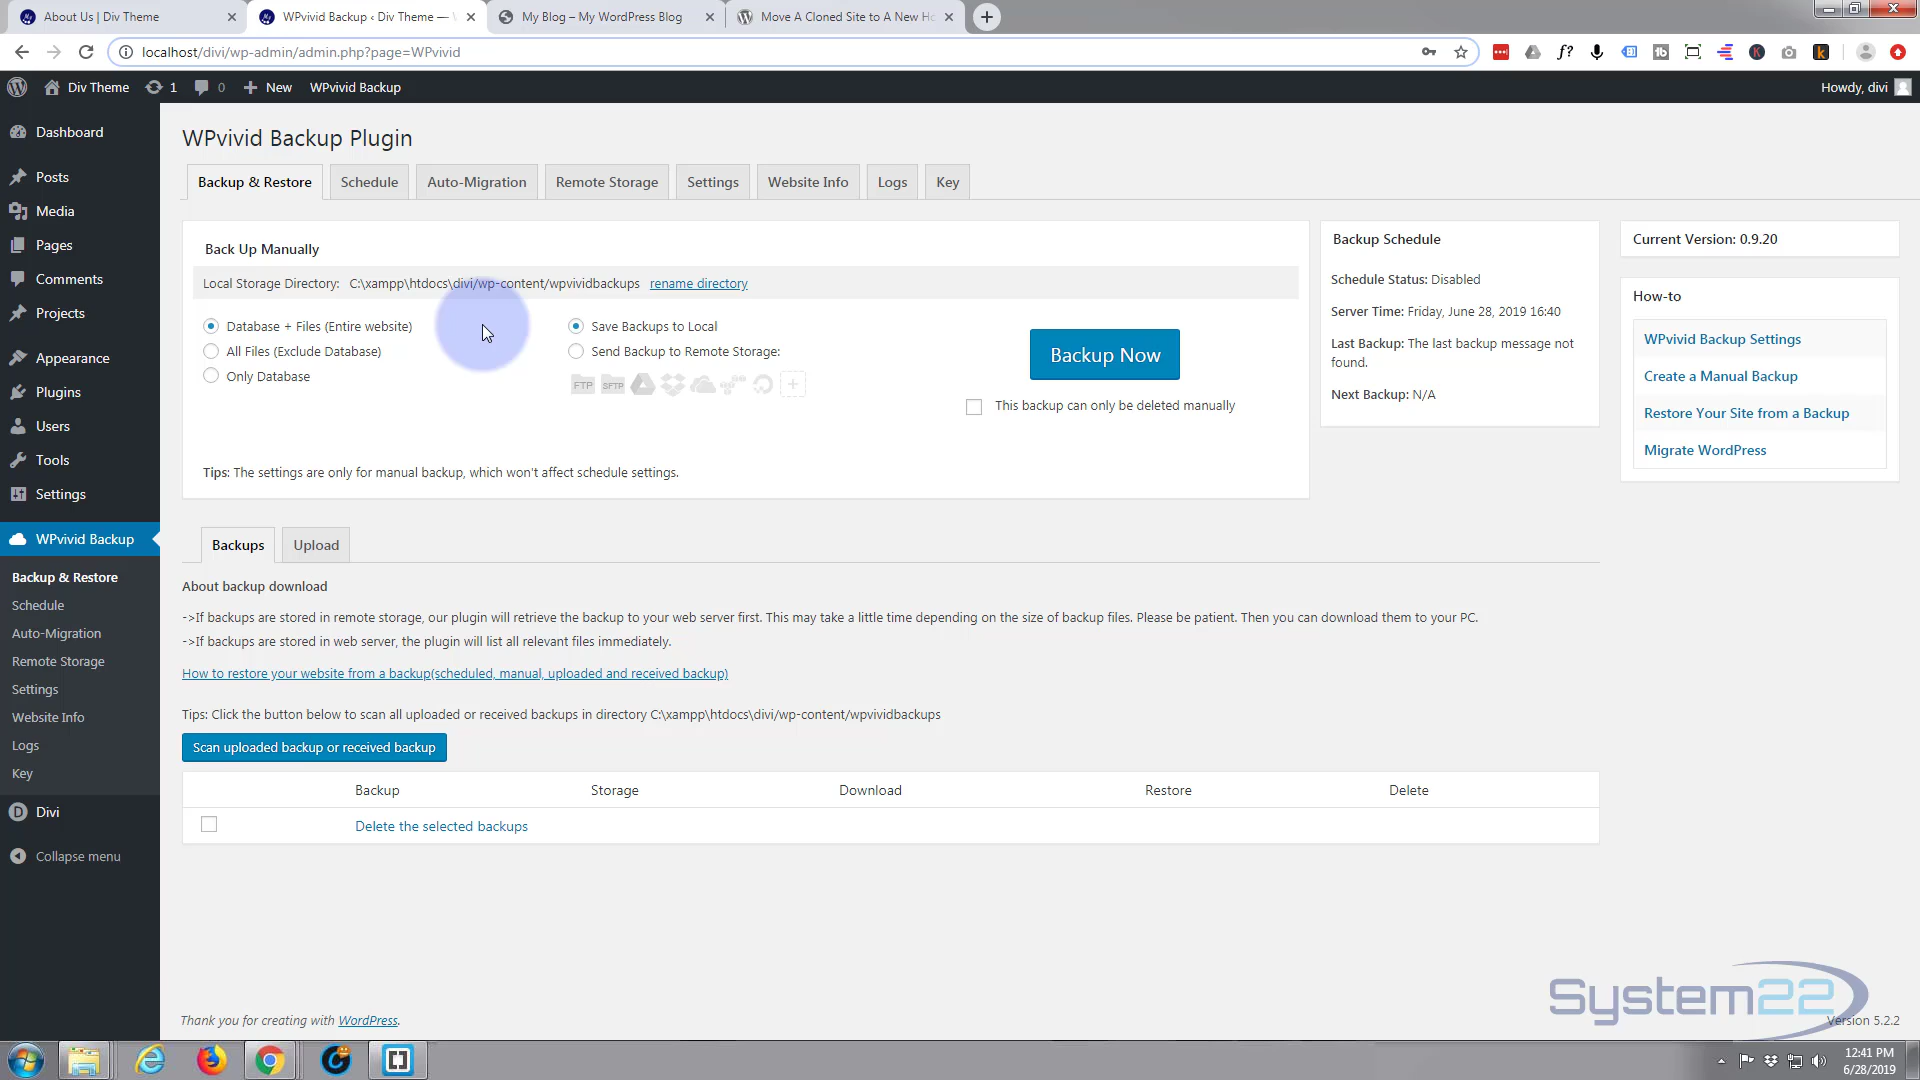 About Us | Div Theme
WPvivid Backup ‹ Div Theme —
My Blog – My WordPress Blog
Move A Cloned Site to A New Ho
localhost/divi/wp-admin/admin.php?page=WPvivid
Div Theme
1
0
New
WPvivid Backup
Howdy, divi
Dashboard
Posts
Media
Pages
Comments
Projects
Appearance
Plugins
Users
Tools
Settings
WPvivid Backup
Backup & Restore
Schedule
Auto-Migration
Remote Storage
Settings
Website Info
Logs
Key
Divi
Collapse menu
WPvivid Backup Plugin
Backup & Restore
Schedule
Auto-Migration
Remote Storage
Settings
Website Info
Logs
Key
Back Up Manually
Local Storage Directory: C:\xampp\htdocs\divi/wp-content/wpvividbackups rename directory
Database + Files (Entire website)
All Files (Exclude Database)
Only Database
Save Backups to Local
Send Backup to Remote Storage:
FTP
SFTP
Backup Now
This backup can only be deleted manually
Tips: The settings are only for manual backup, which won't affect schedule settings.
Backup Schedule
Schedule Status: Disabled
Server Time: Friday, June 28, 2019 16:40
Last Backup: The last backup message not
found.
Next Backup: N/A
Current Version: 0.9.20
How-to
WPvivid Backup Settings
Create a Manual Backup
Restore Your Site from a Backup
Migrate WordPress
Backups
Upload
About backup download
->If backups are stored in remote storage, our plugin will retrieve the backup to your web server first. This may take a little time depending on the size of backup files. Please be patient. Then you can download them to your PC.
->If backups are stored in web server, the plugin will list all relevant files immediately.
How to restore your website from a backup(scheduled, manual, uploaded and received backup)
Tips: Click the button below to scan all uploaded or received backups in directory C:\xampp\htdocs\divi/wp-content/wpvividbackups
Scan uploaded backup or received backup
Backup
Storage
Download
Restore
Delete
Delete the selected backups
Thank you for creating with WordPress.
System22
Version 5.2.2
12:41 PM
6/28/2019